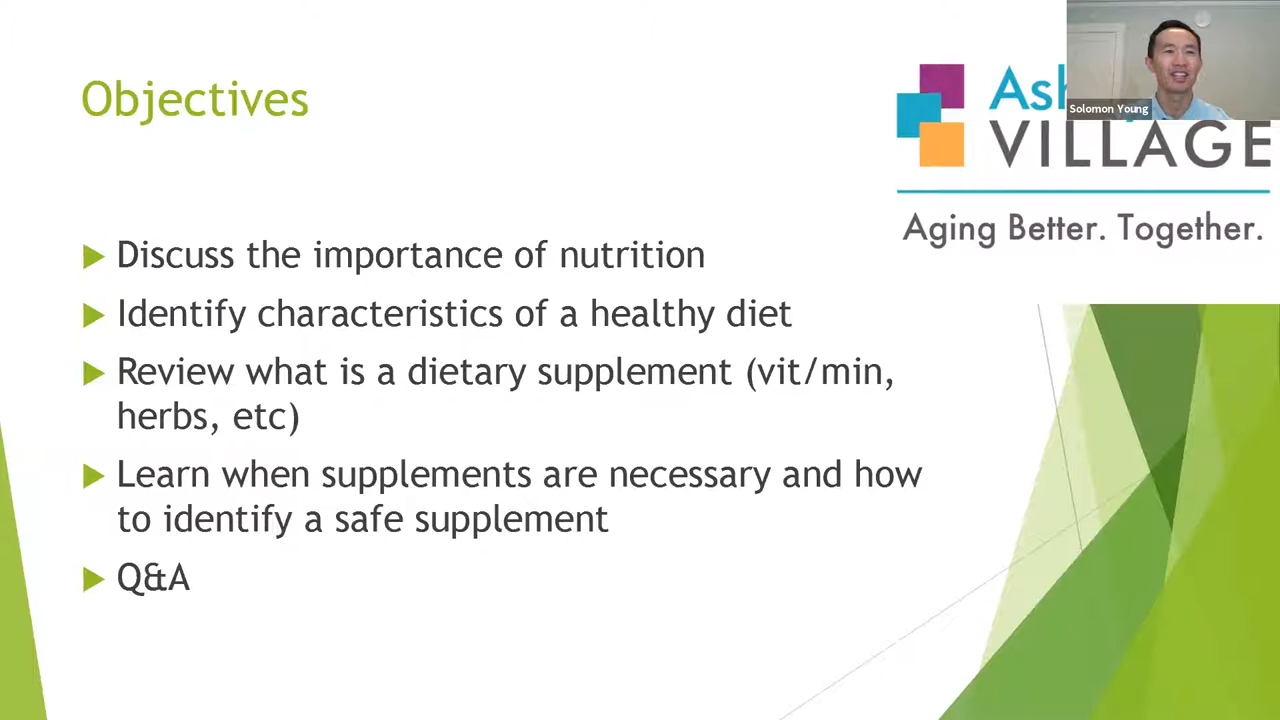 Objectives
Solomon Young
VILLAGE
Aging Better. Together.
Discuss the importance of nutrition
Identify characteristics of a healthy diet
Review what is a dietary supplement (vit/min,
herbs, etc)
Learn when supplements are necessary and how
to identify a safe supplement
Q&A